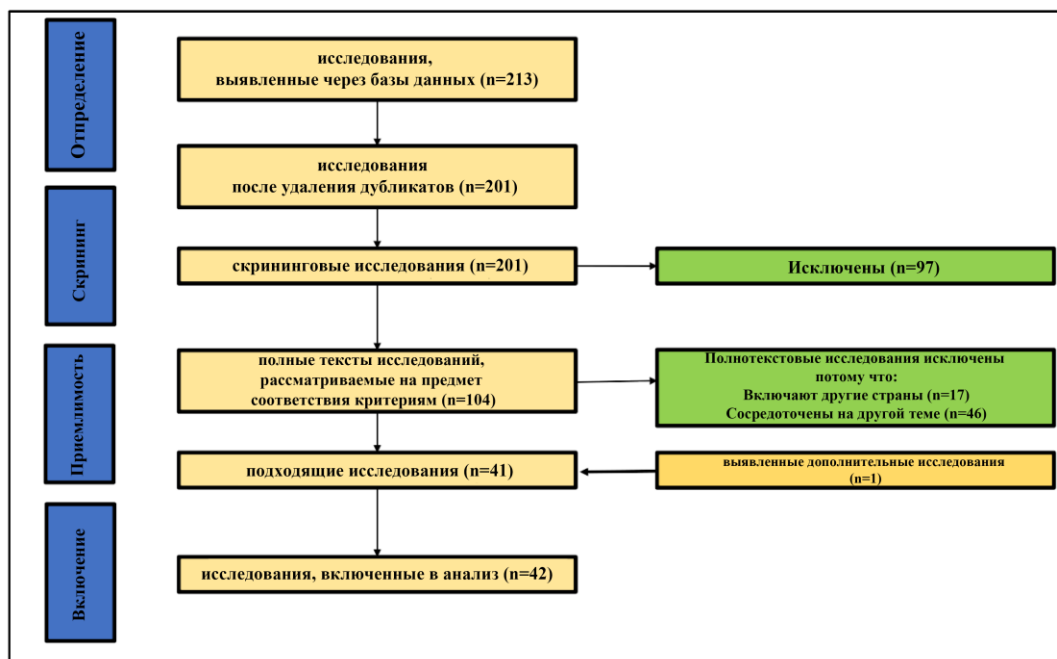 Отпределение
исследования,
выявленные через базы данных (n=213)
исследования
после удаления дубликатов (n=201)
Скрининг
скрининговые исследования (n=201)
Исключены (n=97)
Приемлимость
полные тексты исследований,
рассматриваемые на предмет
соответствия критериям (n=104)
Полнотекстовые исследования исключены
потому что:
Включают другие страны (n=17)
Сосредоточены на другой теме (n=46)
подходящие исследования (n=41)
выявленные дополнительные исследования
(n=1)
Включение
исследования, включенные в анализ (n=42)